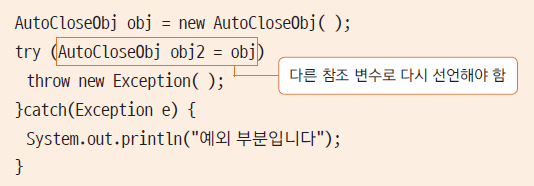 AutoCloseObj obj = new AutoCloseObj( );
try (AutoCloseObj obj2 = obj)
다른 참조 변수로 다시 선언해야 함
throw new Exception( );
}catch(Exception e) {
System.out.println("예외 부분입니다");
}